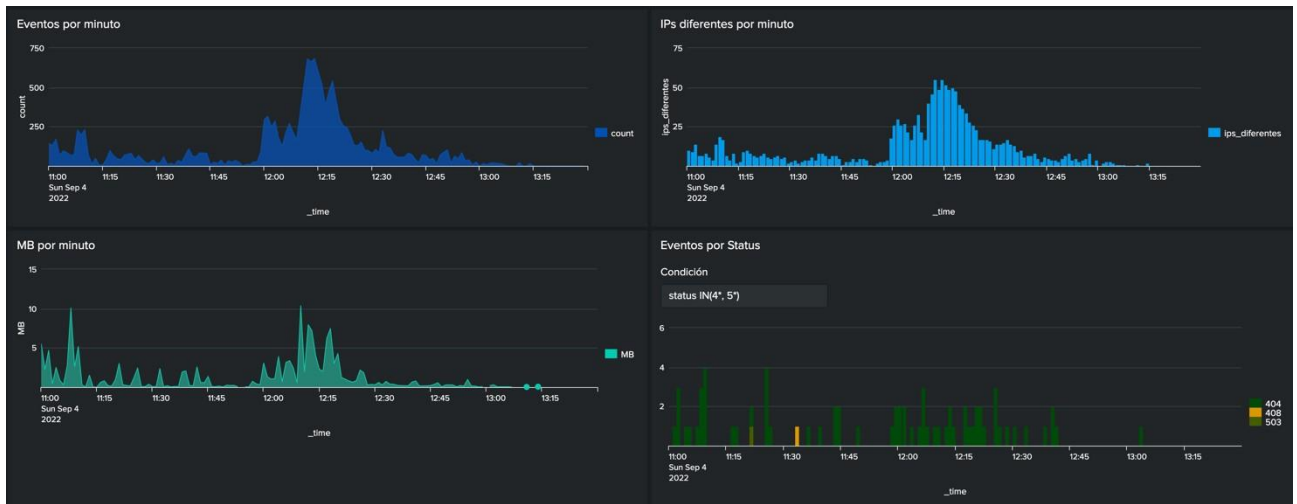 Eventos por minuto
750
500
250
count
11:00 11:15 11:30 11:45 12:00 12:15 12:30 12:45 13:00 13:15
Sun Sep 4
2022
_time
count
IPs diferentes por minuto
75
50
25
ips_diferentes
11:00 11:15 11:30 11:45 12:00 12:15 12:30 12:45 13:00 13:15
Sun Sep 4
2022
_time
ips_diferentes
MB por minuto
15
10
5
MB
11:00 11:15 11:30 11:45 12:00 12:15 12:30 12:45 13:00 13:15
Sun Sep 4
2022
_time
MB
Eventos por Status
Condición
status IN(4*, 5*)
6
4
2
11:00 11:15 11:30 11:45 12:00 12:15 12:30 12:45 13:00 13:15
Sun Sep 4
2022
_time
404
408
503